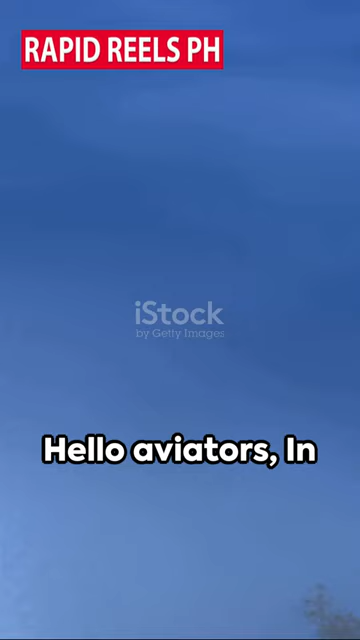 RAPID REELS PH
iStock
by Getty Images
Hello aviators, In